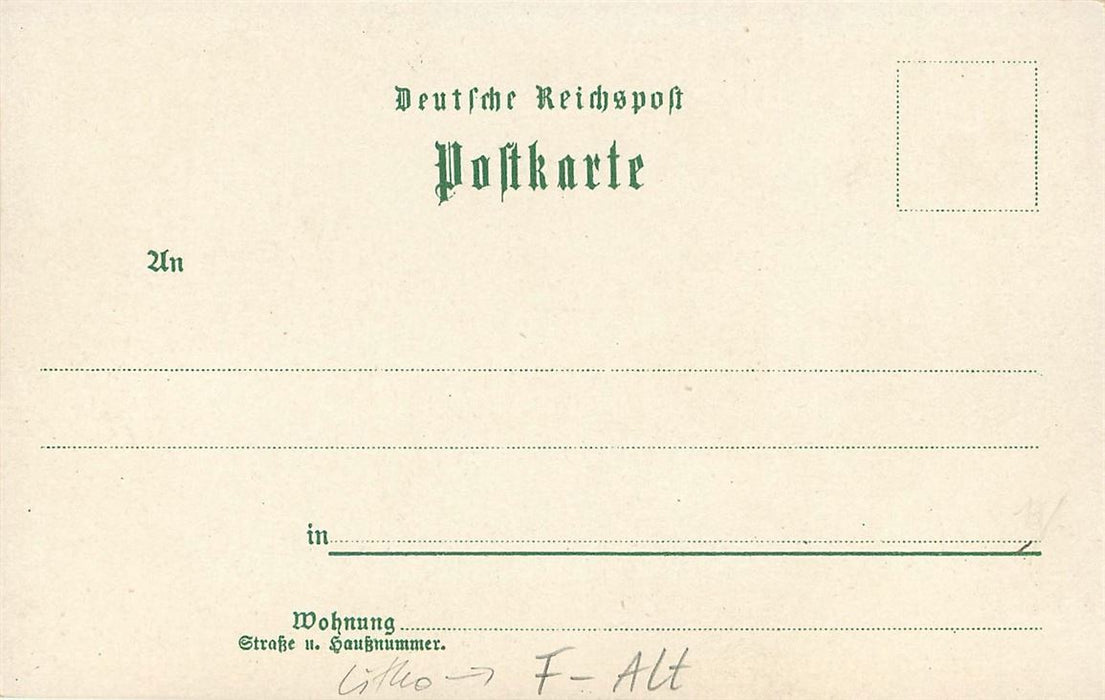 Deutsche Reichspost
Postkarte
An
in
Wohnung
Straße u. Haußnummer.
Litho → F - Alt